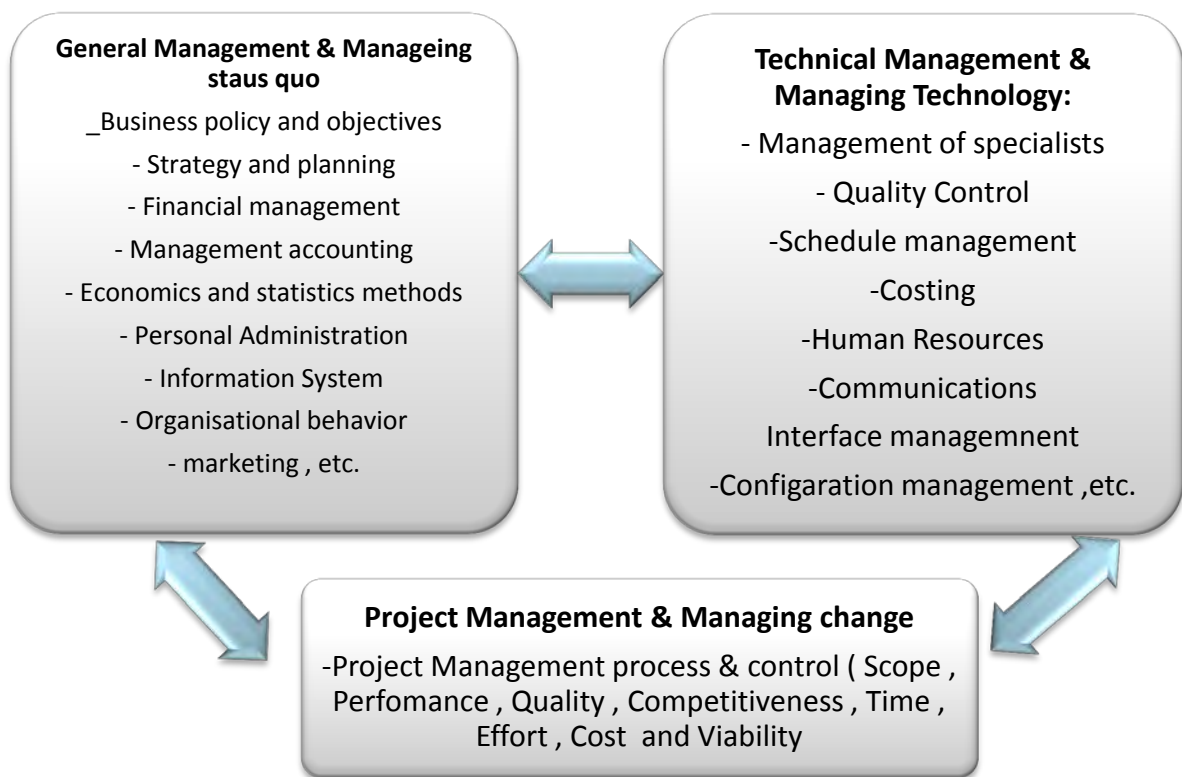 General Management & Manageing
staus quo
_Business policy and objectives
- Strategy and planning
- Financial management
- Management accounting
- Economics and statistics methods
- Personal Administration
- Information System
- Organisational behavior
- marketing , etc.
Technical Management &
Managing Technology:
- Management of specialists
- Quality Control
-Schedule management
-Costing
-Human Resources
-Communications
Interface managemnent
-Configaration management ,etc.
Project Management & Managing change
-Project Management process & control ( Scope ,
Perfomance , Quality , Competitiveness , Time ,
Effort , Cost and Viability